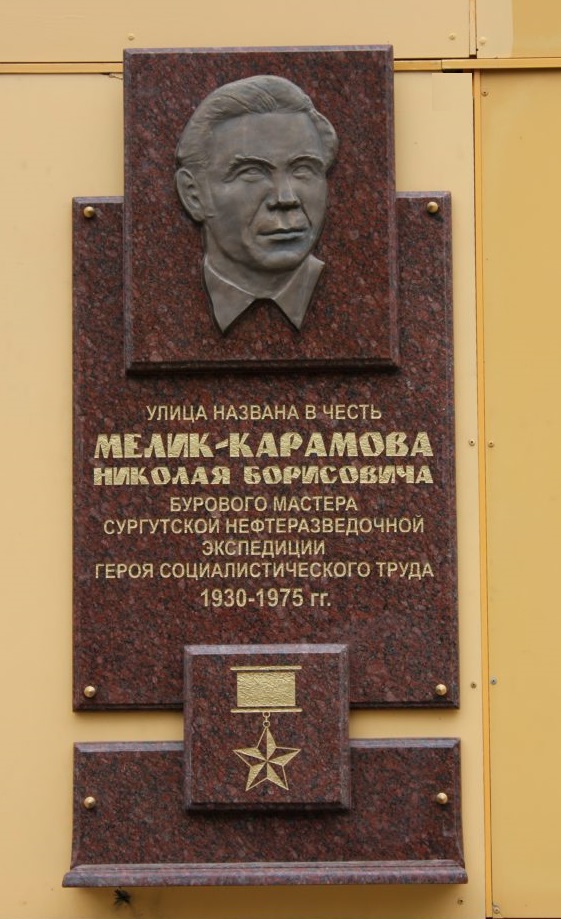 УЛИЦА НАЗВАНА В ЧЕСТЬ
МЕЛИК-КАРАМОВА
НИКОЛАЯ БОРИСОВИЧА
БУРОВОГО МАСТЕРА
СУРГУТСКОЙ НЕФТЕРАЗВЕДОЧНОЙ
ЭКСПЕДИЦИИ
ГЕРОЯ СОЦИАЛИСТИЧЕСКОГО ТРУДА
1930-1975 гг.